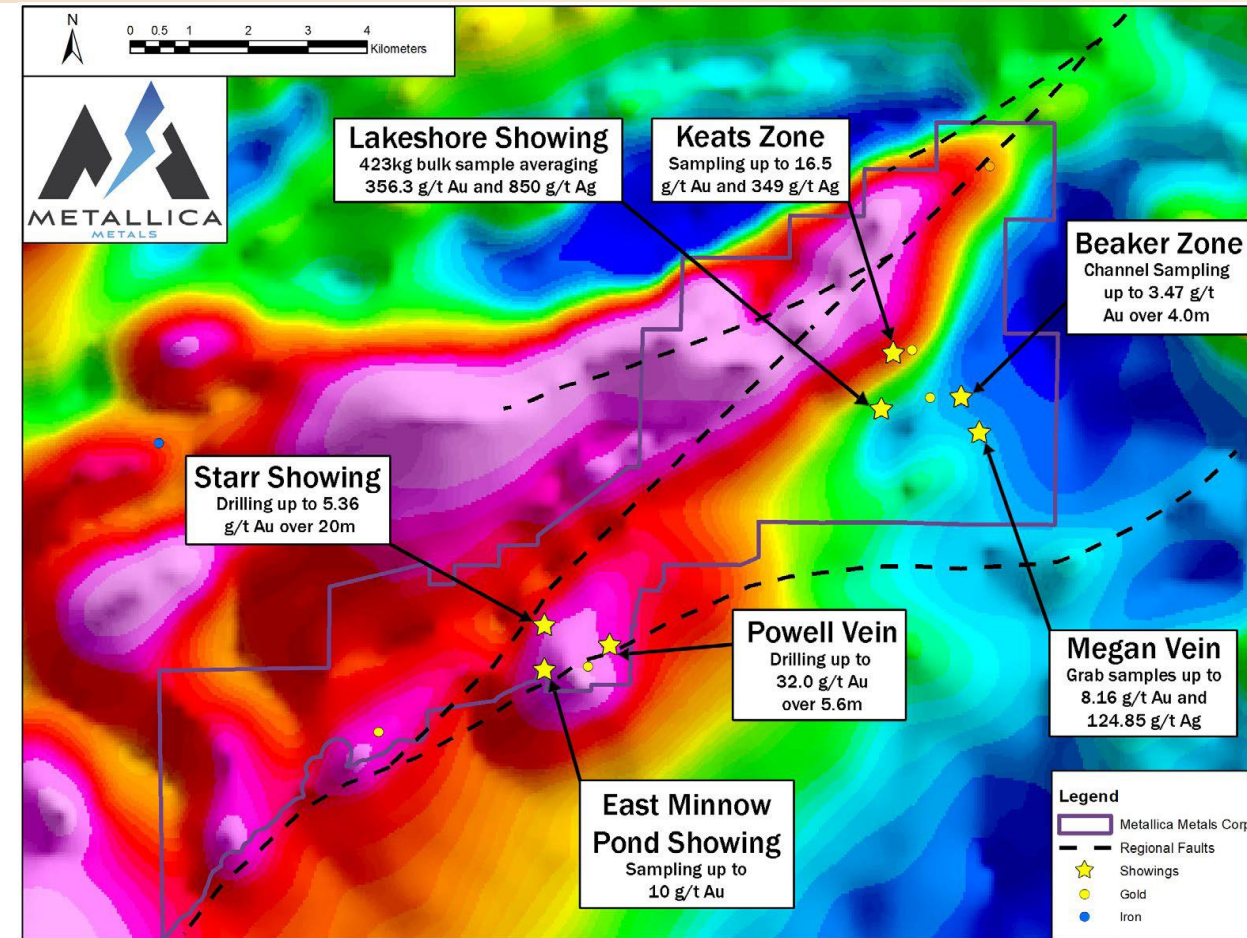 N
0 0.5 1 2 3 4
Kilometers
METALLICA
METALS
Lakeshore Showing
423kg bulk sample averaging
356.3 g/t Au and 850 g/t Ag
Keats Zone
Sampling up to 16.5
g/t Au and 349 g/t Ag
Beaker Zone
Channel Sampling
up to 3.47 g/t
Au over 4.0m
Starr Showing
Drilling up to 5.36
g/t Au over 20m
Powell Vein
Drilling up to
32.0 g/t Au
over 5.6m
Megan Vein
Grab samples up to
8.16 g/t Au and
124.85 g/t Ag
East Minnow
Pond Showing
Sampling up to
10 g/t Au
Legend
Metallica Metals Corp
Regional Faults
Showings
Gold
Iron